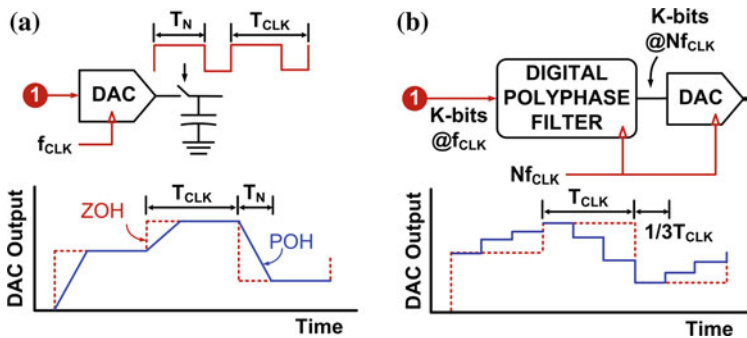 (a)
T_N
T_CLK
1
DAC
f_CLK
DAC Output
T_CLK
T_N
ZOH
POH
Time
(b)
K-bits
@Nf_CLK
1
K-bits
@f_CLK
DIGITAL
POLYPHASE
FILTER
DAC
Nf_CLK
DAC Output
T_CLK
1/3T_CLK
Time